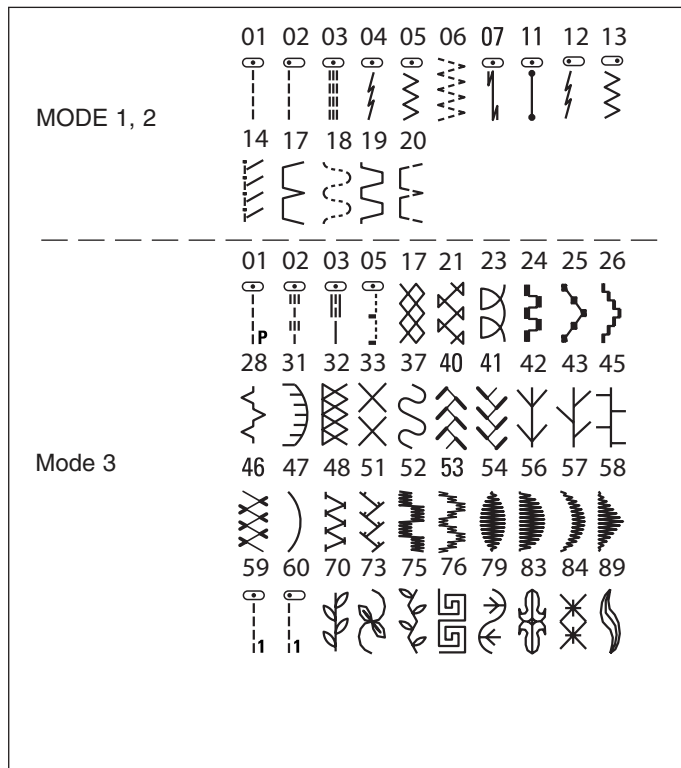 01 02 03 04 05 06 07 11 12 13
MODE 1, 2
14 17 18 19 20
01 02 03 05 17 21 23 24 25 26
P
28 31 32 33 37 40 41 42 43 45
Mode 3
46 47 48 51 52 53 54 56 57 58
59 60 70 73 75 76 79 83 84 89
1 1